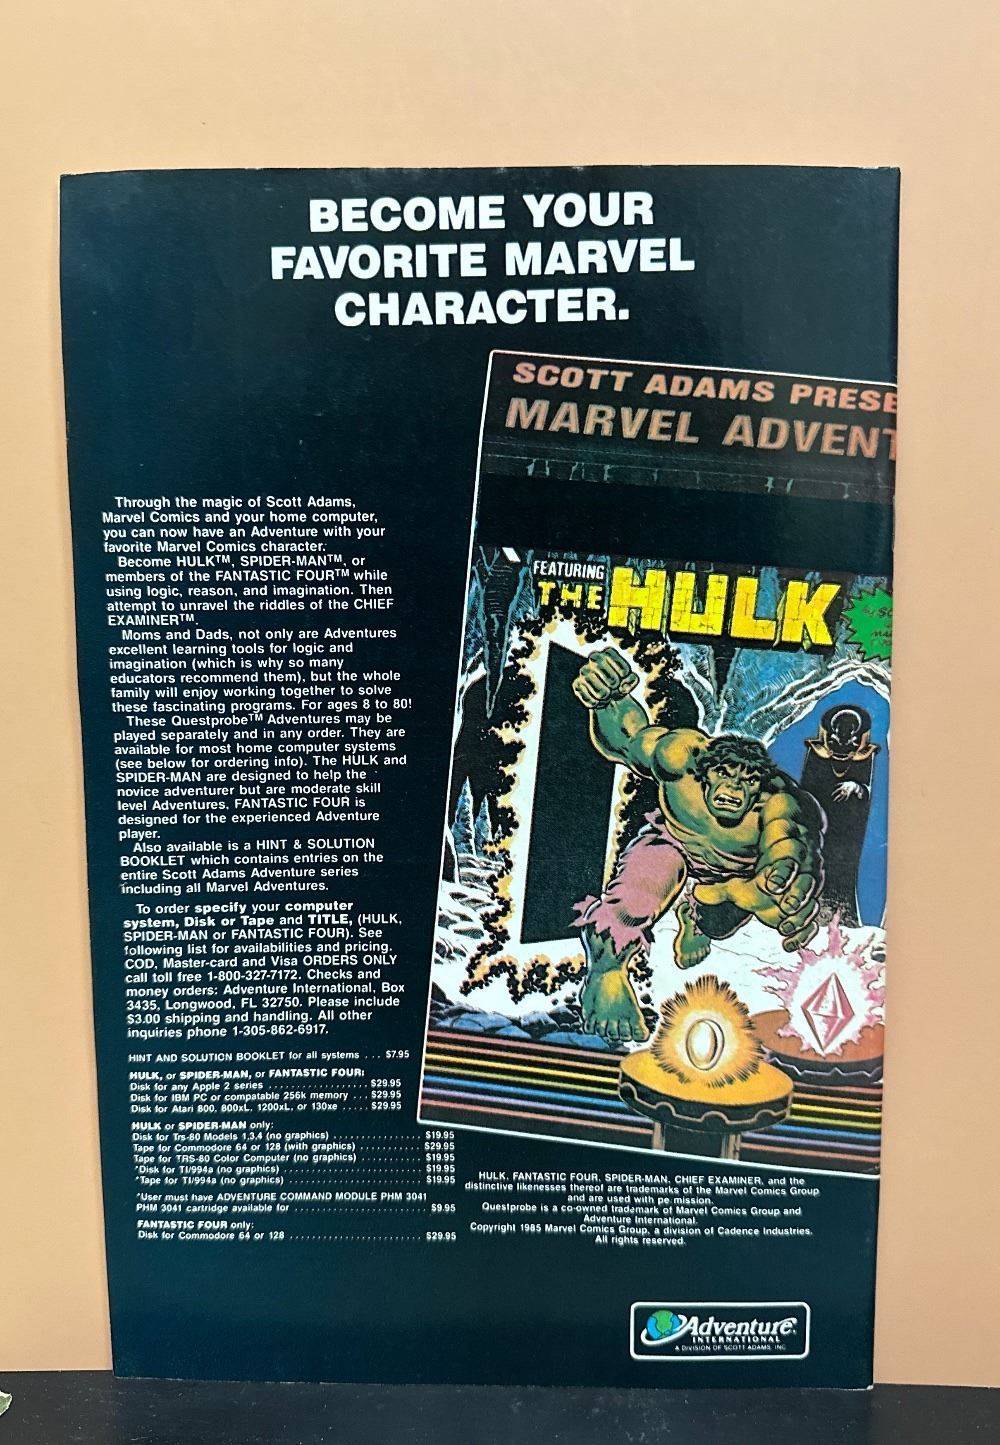 BECOME YOUR
FAVORITE MARVEL
CHARACTER.
SCOTT ADAMS PRESE
MARVEL ADVENT
FEATURING
THE HULK
Through the magic of Scott Adams,
Marvel Comics and your home computer,
you can now have an Adventure with your
favorite Marvel Comics character.
Become HULK™, SPIDER-MAN™, or
members of the FANTASTIC FOUR™ while
using logic, reason, and imagination. Then
attempt to unravel the riddles of the CHIEF
EXAMINER™.
Moms and Dads, not only are Adventures
excellent learning tools for logic and
imagination (which is why so many
educators recommend them), but the whole
family will enjoy working together to solve
these fascinating programs. For ages 8 to 80!
These Questprobe™ Adventures may be
played separately and in any order. They are
available for most home computer systems
(see below for ordering info). The HULK and
SPIDER-MAN are designed to help the
novice adventurer but are moderate skill
level Adventures, FANTASTIC FOUR is
designed for the experienced Adventure
player.
Also available is a HINT & SOLUTION
BOOKLET which contains entries on the
entire Scott Adams Adventure series
including all Marvel Adventures.
To order specify your computer
system, Disk or Tape and TITLE, (HULK,
SPIDER-MAN or FANTASTIC FOUR). See
following list for availabilities and pricing.
COD, Master-card and Visa ORDERS ONLY
call toll free 1-800-327-7172. Checks and
money orders: Adventure International, Box
3435, Longwood, FL 32750. Please include
$3.00 shipping and handling. All other
inquiries phone 1-305-862-6917.
HINT AND SOLUTION BOOKLET for all systems . . . $7.95
HULK, or SPIDER-MAN, or FANTASTIC FOUR:
Disk for any Apple 2 series . . . . . . . . . . . . . . . . . . $29.95
Disk for IBM PC or compatable 256k memory . . . $29.95
Disk for Atari 800, 800xL, 1200xL, or 130xe . . . . . $29.95
HULK or SPIDER-MAN only:
Disk for Trs-80 Models 1,3,4 (no graphics) . . . . . . . . . . . . . . . . $19.95
Tape for Commodore 64 or 128 (with graphics) . . . . . . . . . . . $29.95
Tape for TRS-80 Color Computer (no graphics) . . . . . . . . . . . $19.95
*Disk for TI/994a (no graphics) . . . . . . . . . . . . . . . . . . . . . . . . $19.95
*Tape for TI/994a (no graphics) . . . . . . . . . . . . . . . . . . . . . . . $19.95
*User must have ADVENTURE COMMAND MODULE PHM 3041
PHM 3041 cartridge available for . . . . . . . . . . . . . . . . . . . . . . $9.95
FANTASTIC FOUR only:
Disk for Commodore 64 or 128 . . . . . . . . . . . . . . . . . . . . . . . $29.95
HULK, FANTASTIC FOUR, SPIDER-MAN, CHIEF EXAMINER, and the
distinctive likenesses thereof are trademarks of the Marvel Comics Group
and are used with pe mission.
Questprobe is a co-owned trademark of Marvel Comics Group and
Adventure International.
Copyright 1985 Marvel Comics Group, a division of Cadence Industries.
All rights reserved.
Adventure
INTERNATIONAL
A DIVISION OF SCOTT ADAMS, INC.